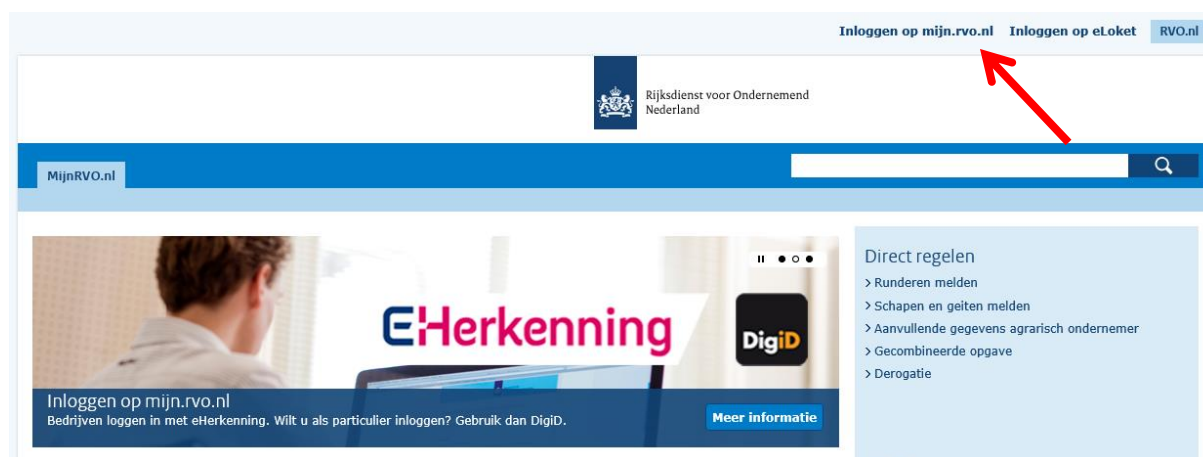 Inloggen op mijn.rvo.nl Inloggen op eLoket RVO.nl
Rijksdienst voor Ondernemend
Nederland
MijnRVO.nl
eHerkenning
DigiD
Inloggen op mijn.rvo.nl
Bedrijven loggen in met eHerkenning. Wilt u als particulier inloggen? Gebruik dan DigiD.
Meer informatie
Direct regelen
> Runderen melden
> Schapen en geiten melden
> Aanvullende gegevens agrarisch ondernemer
> Gecombineerde opgave
> Derogatie